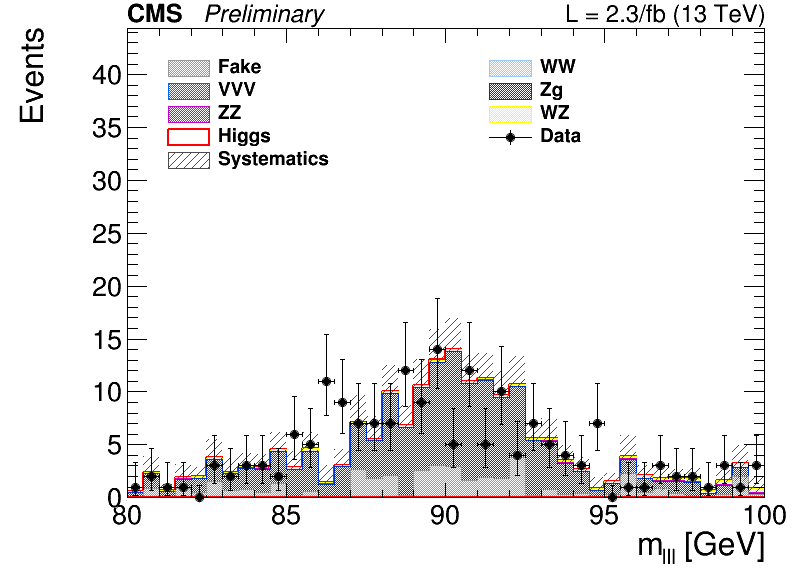 CMS Preliminary L = 2.3/fb (13 TeV)
Events
40
35
30
25
20
15
10
5
0
Fake WW
VVV Zg
ZZ WZ
Higgs Data
Systematics
80 85 90 95 100
m_lll [GeV]